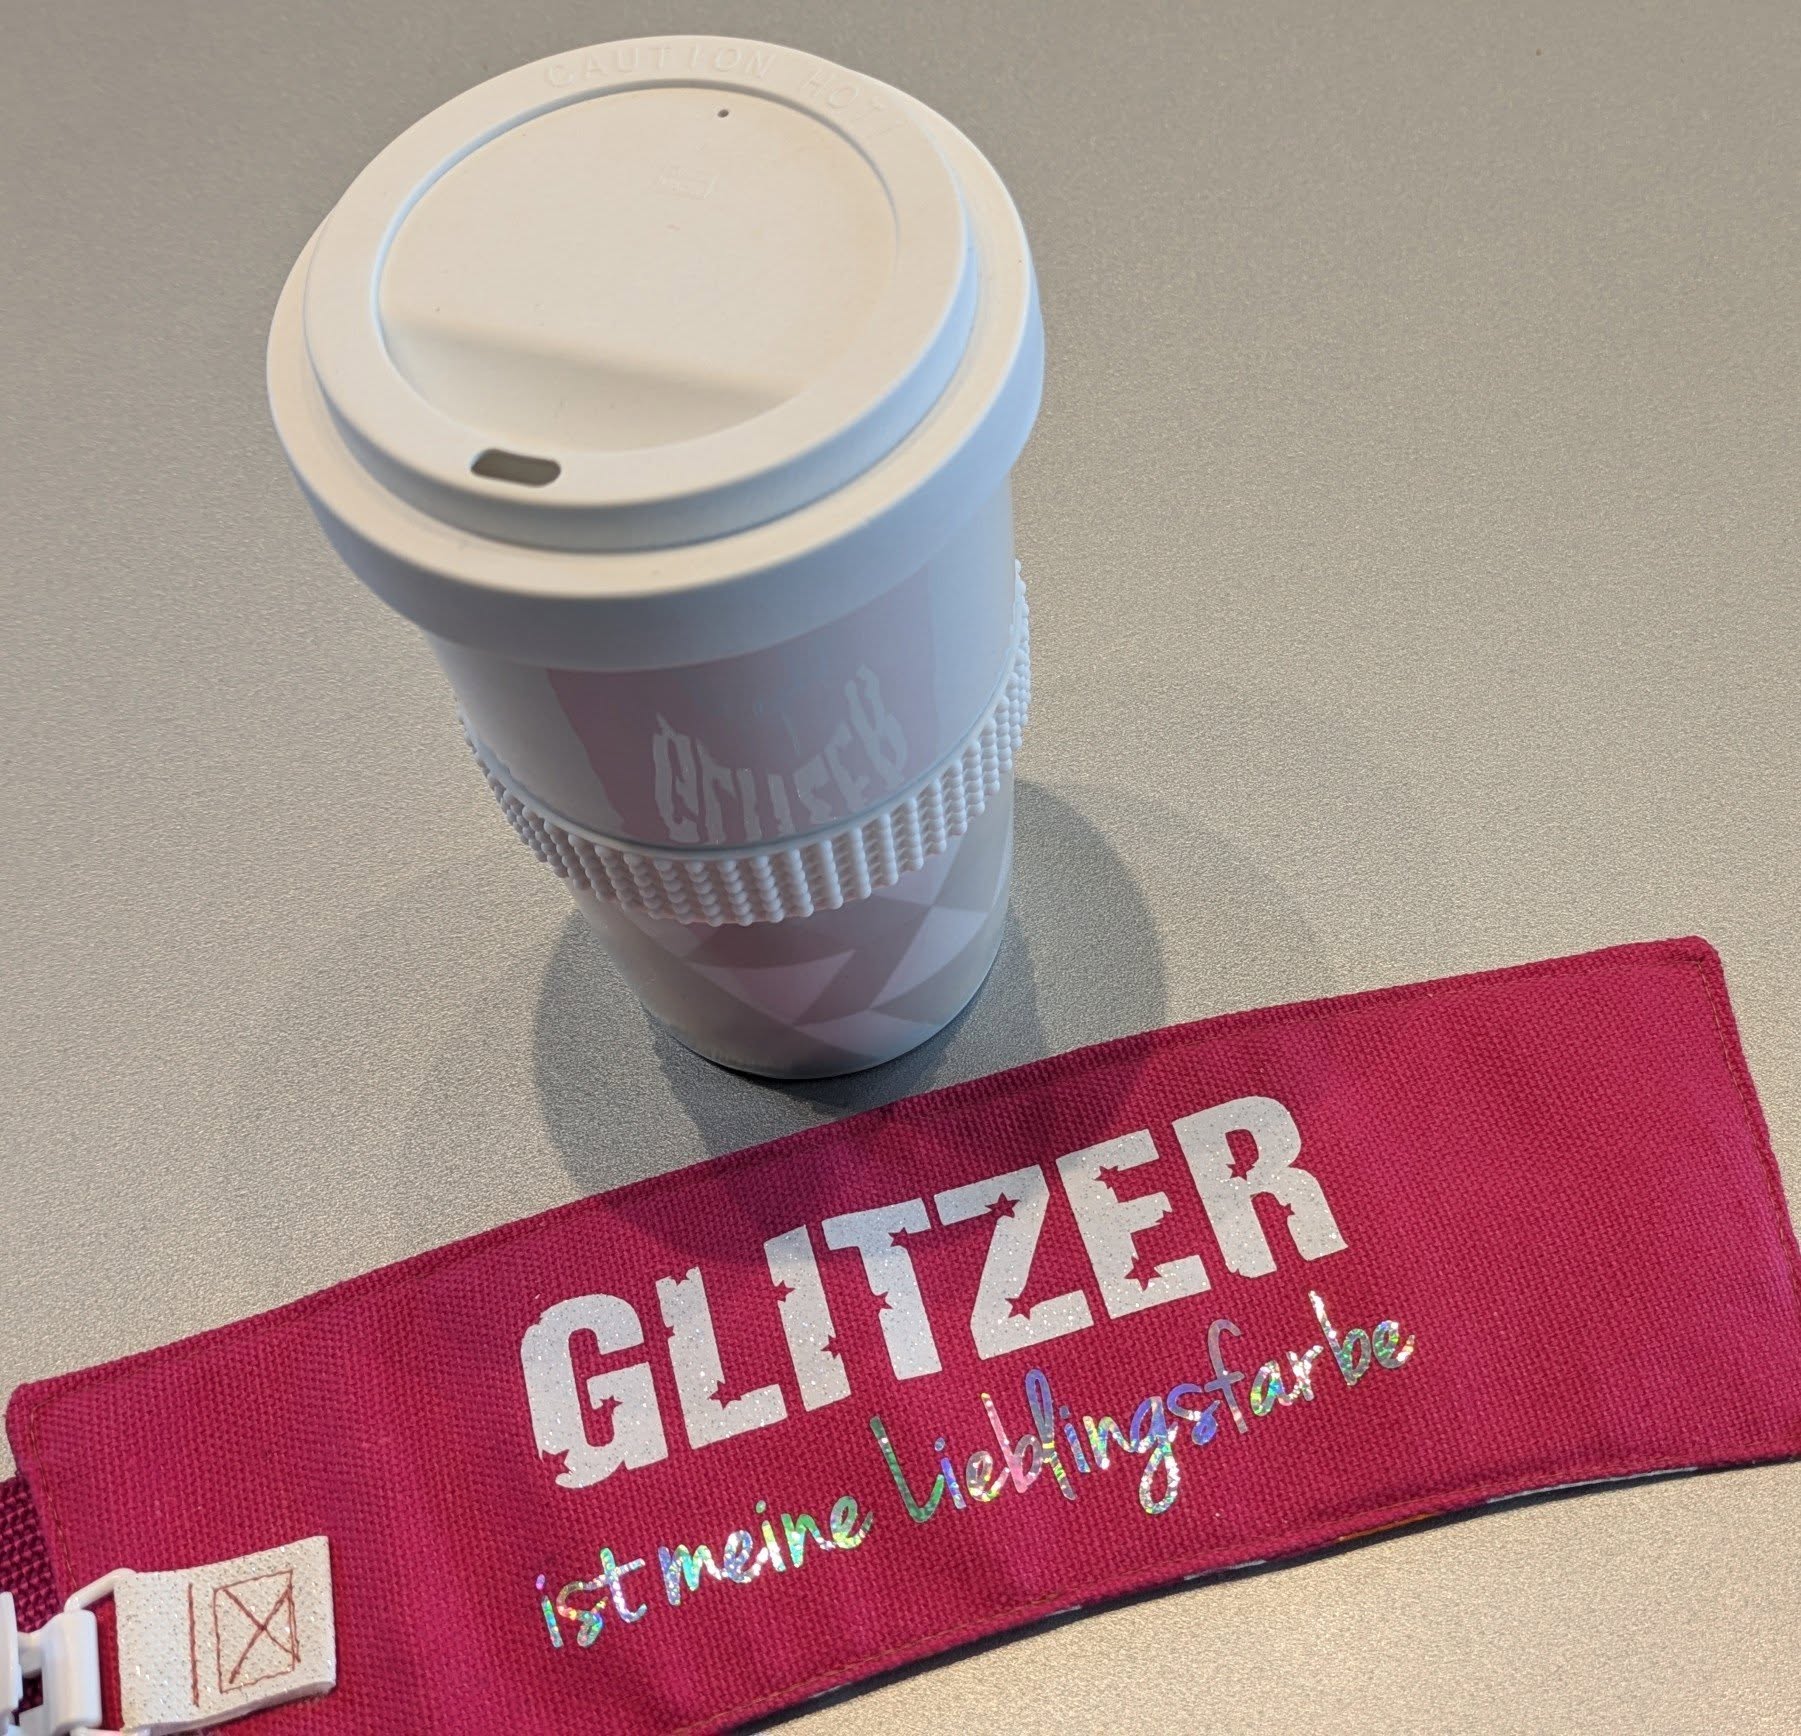 CAUTION HOT!
GLITZER
GLITZER
ist meine Lieblingsfarbe